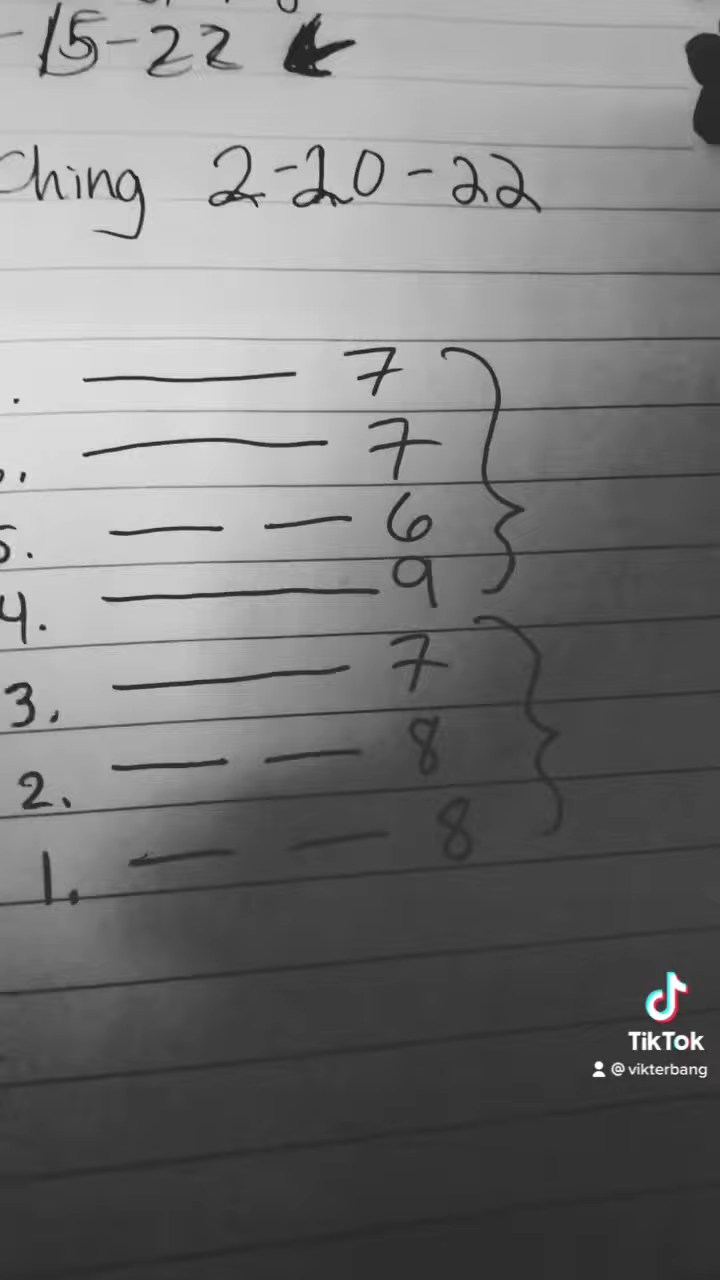 -15-22
Ching 2-20-22
. 7
. 7
5. 6
4. 9
3. 7
2. 8
1. 8
TikTok
@vikterbang